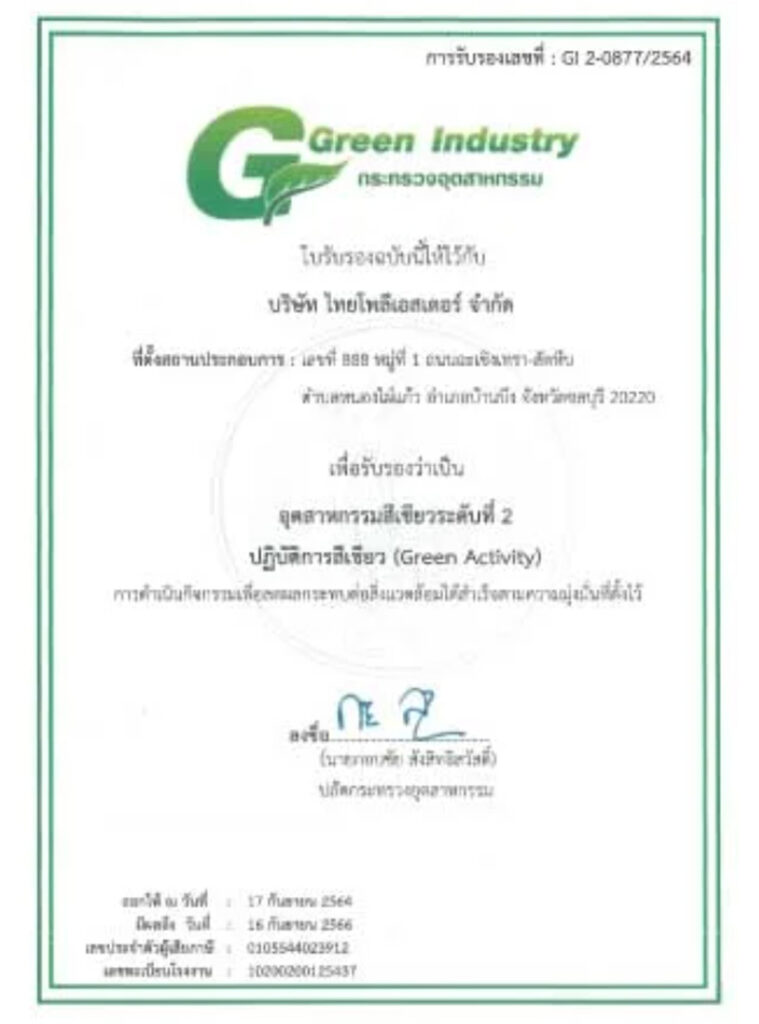 การรับรองเลขที่ : GI 2-0877/2564
Green Industry
กระทรวงอุตสาหกรรม
ใบรับรองฉบับนี้ให้ไว้กับ
บริษัท ไทยโพลีเอสเตอร์ จำกัด
ที่ตั้งสถานประกอบการ : เลขที่ 888 หมู่ที่ 1 ถนนฉะเชิงเทรา-สัตหีบ
ตำบลหนองไผ่แก้ว อำเภอบ้านบึง จังหวัดชลบุรี 20220
เพื่อรับรองว่าเป็น
อุตสาหกรรมสีเขียวระดับที่ 2
ปฏิบัติการสีเขียว (Green Activity)
การดำเนินกิจกรรมเพื่อลดผลกระทบต่อสิ่งแวดล้อมได้สำเร็จตามความมุ่งมั่นที่ตั้งไว้
ลงชื่อ
(นายกอบชัย สังสิทธิสวัสดิ์)
ปลัดกระทรวงอุตสาหกรรม
ออกให้ ณ วันที่ : 17 กันยายน 2564
มีผลถึง วันที่ : 16 กันยายน 2566
เลขประจำตัวผู้เสียภาษี : 0105544023912
เลขทะเบียนโรงงาน : 10200200125437